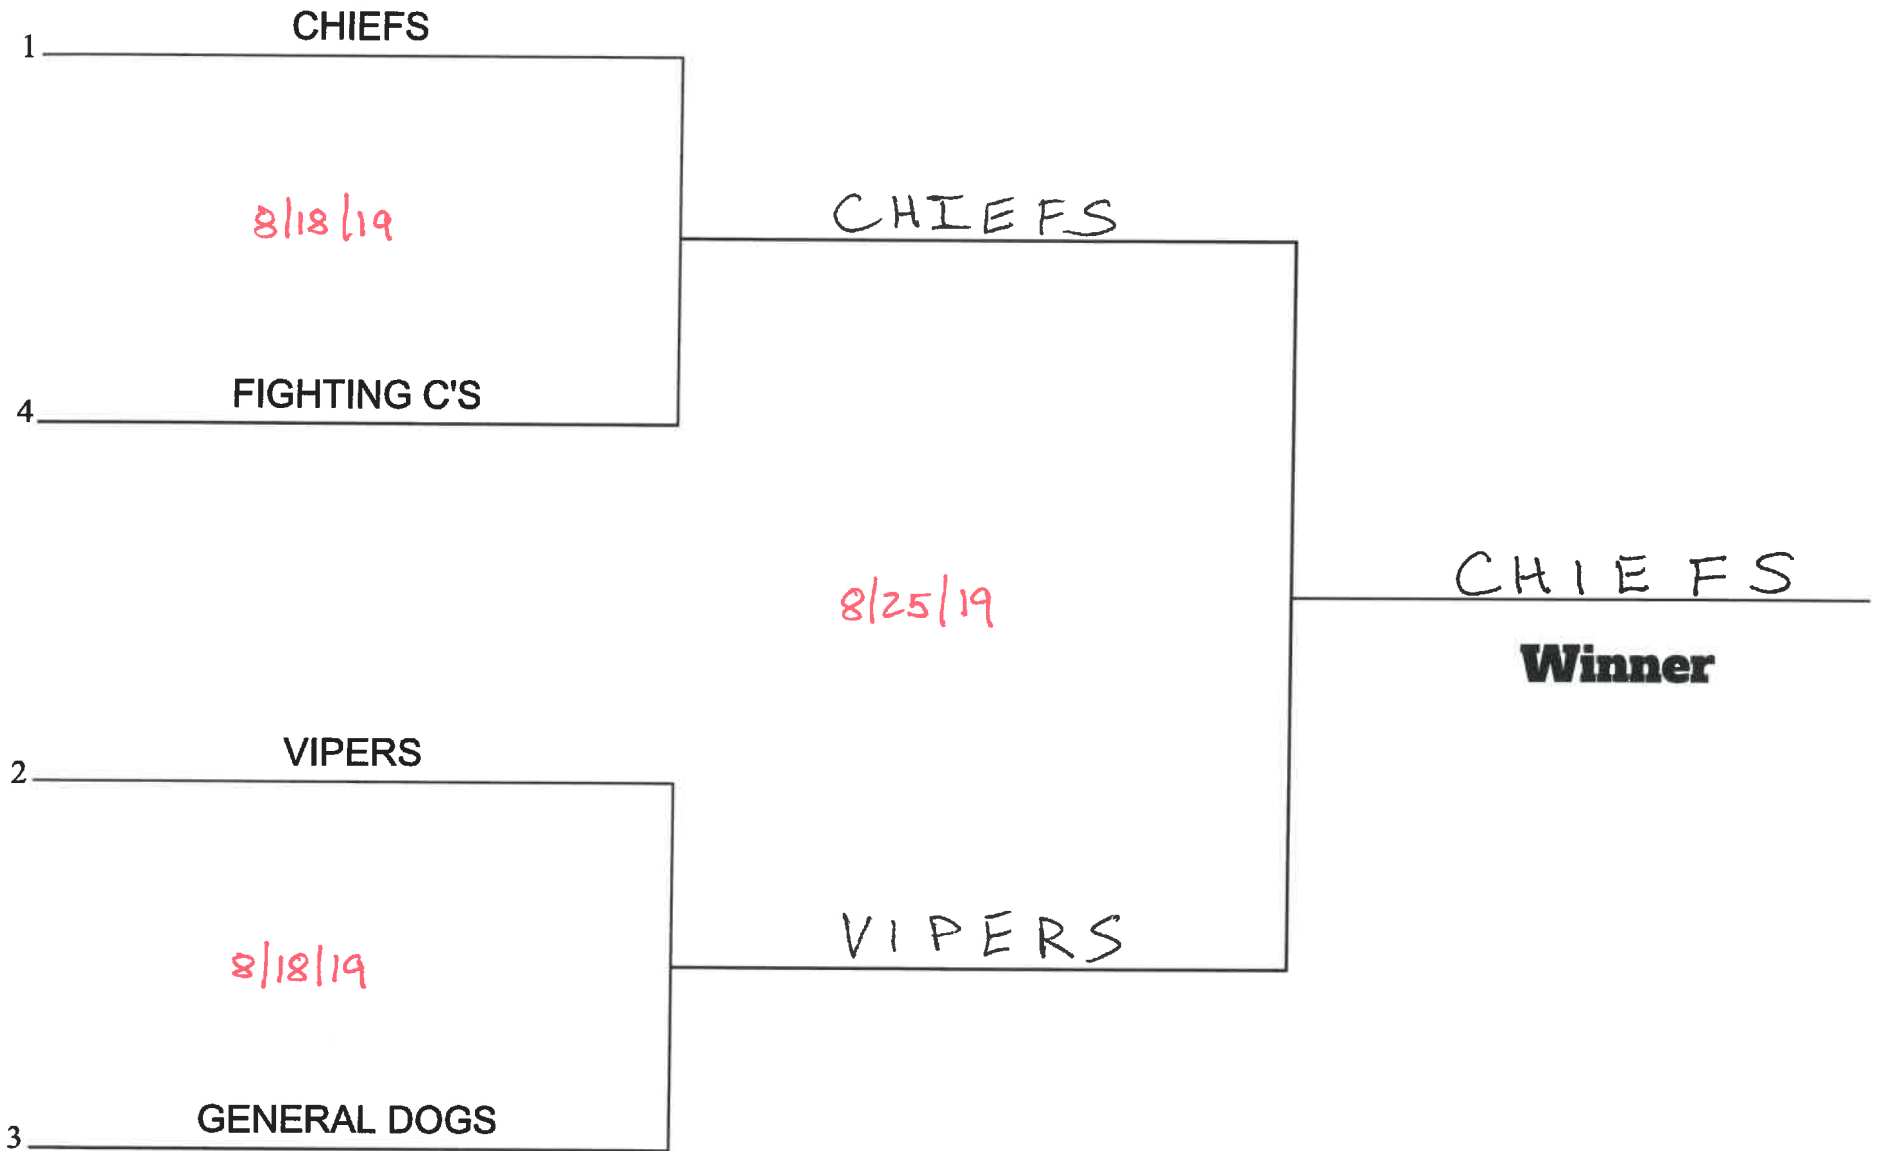 CHIEFS
1
8/18/19
CHIEFS
FIGHTING C'S
4
8/25/19
CHIEFS
Winner
VIPERS
2
VIPERS
8/18/19
GENERAL DOGS
3